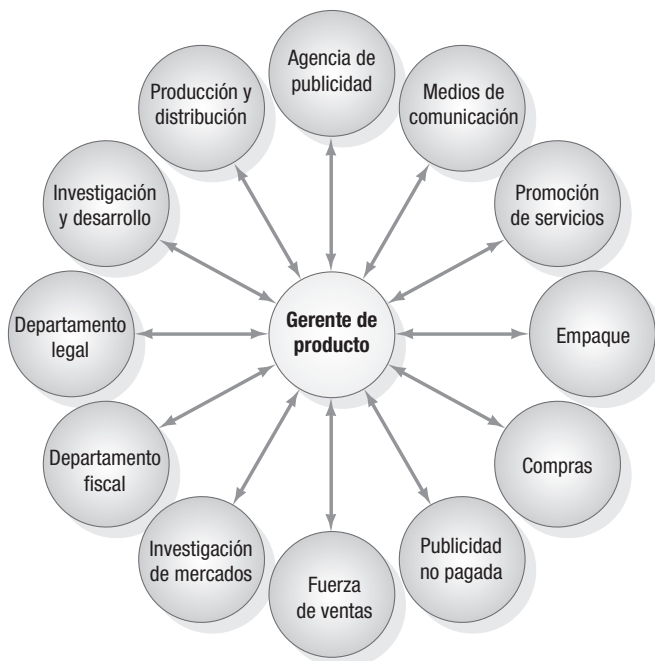 Agencia de
publicidad
Medios de
comunicación
Promoción
de servicios
Empaque
Compras
Publicidad
no pagada
Fuerza
de ventas
Investigación
de mercados
Departamento
fiscal
Departamento
legal
Investigación
y desarrollo
Producción y
distribución
Gerente de
producto